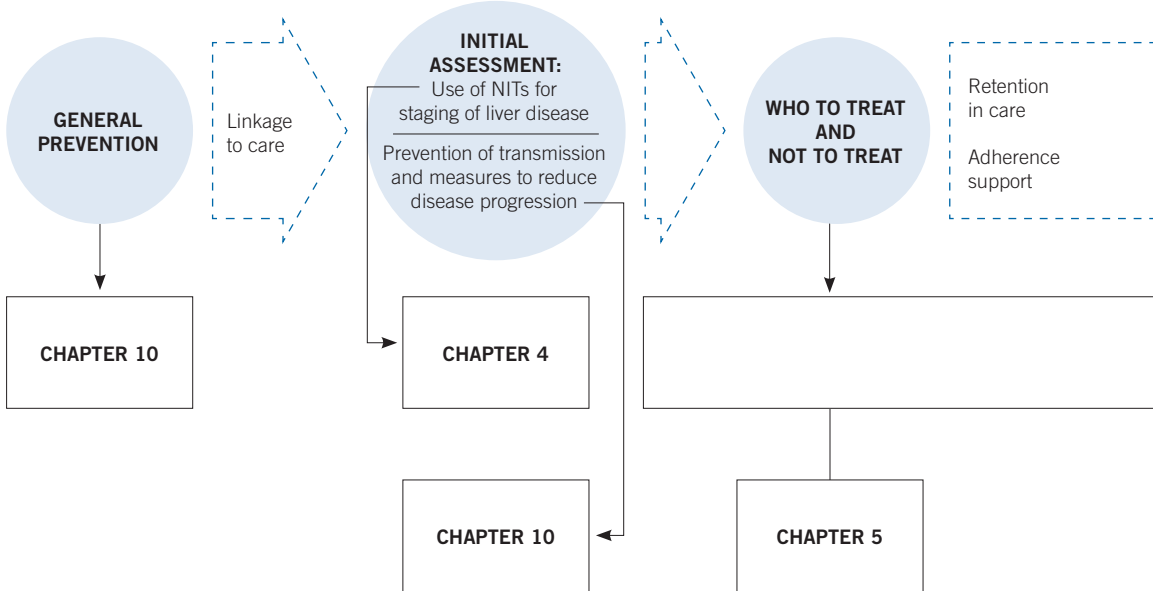 GENERAL
PREVENTION
Linkage
to care
INITIAL
ASSESSMENT:
Use of NITs for
staging of liver disease
Prevention of transmission
and measures to reduce
disease progression
WHO TO TREAT
AND
NOT TO TREAT
Retention
in care
Adherence
support
CHAPTER 10
CHAPTER 4
CHAPTER 10
CHAPTER 5